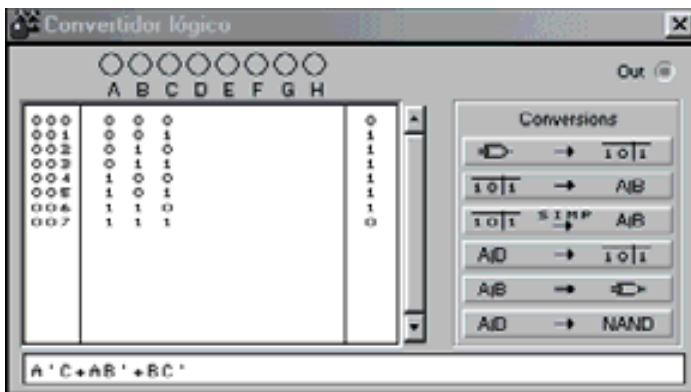 Convertidor lógico
A B C D E F G H
Out
000 0 0 0 0
001 0 0 1 1
002 0 1 0 1
003 0 1 1 1
004 1 0 0 1
005 1 0 1 1
006 1 1 0 1
007 1 1 1 0
Conversions
→ 10|1
10|1 → A|B
10|1 SIMP → A|B
A|B → 10|1
A|B →
A|B → NAND
A'C+AB'+BC'